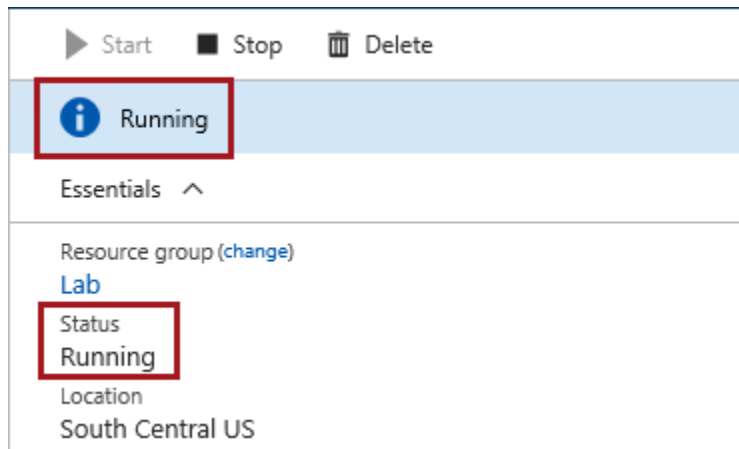 Start Stop Delete
Running
Essentials
Resource group (change)
Lab
Status
Running
Location
South Central US